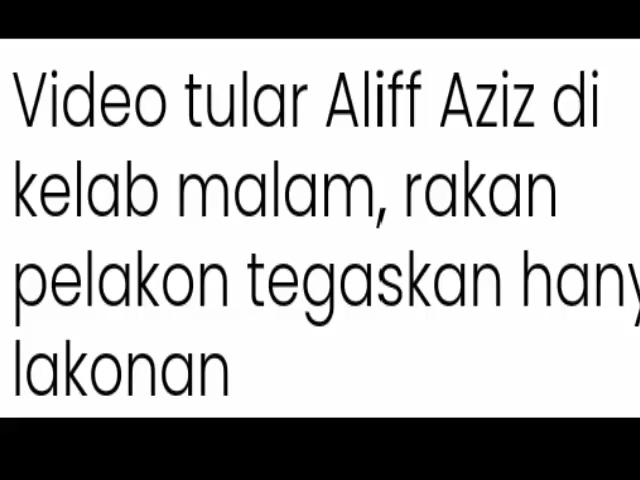 Video tular Aliff Aziz di
kelab malam, rakan
pelakon tegaskan hany
lakonan